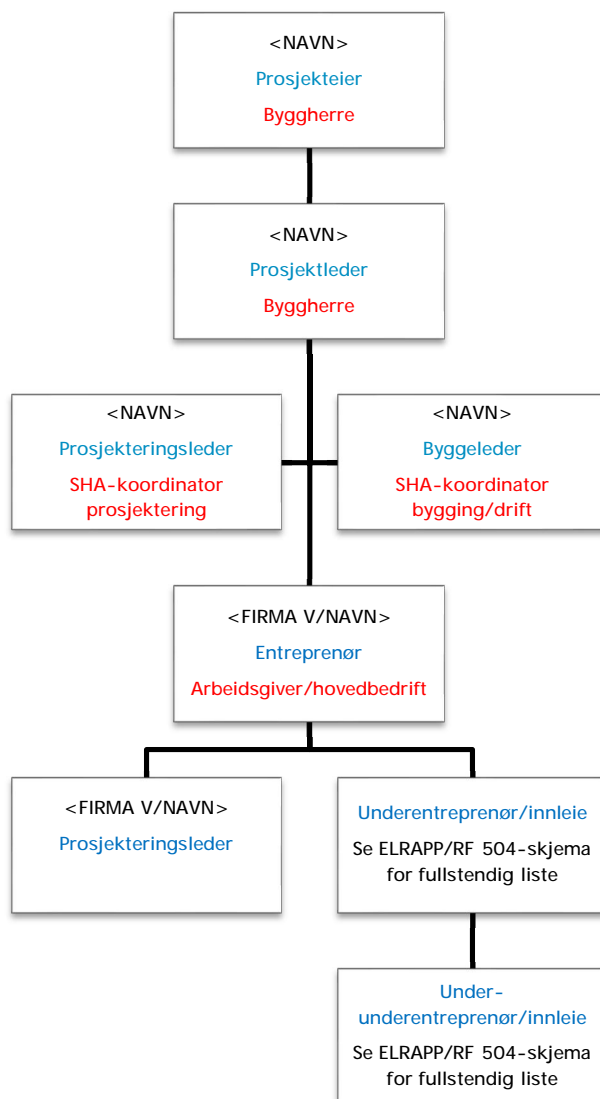 <NAVN>
Prosjekteier
Byggherre
<NAVN>
Prosjektleder
Byggherre
<NAVN>
Prosjekteringsleder
SHA-koordinator
prosjektering
<NAVN>
Byggeleder
SHA-koordinator
bygging/drift
<FIRMA V/NAVN>
Entreprenør
Arbeidsgiver/hovedbedrift
<FIRMA V/NAVN>
Prosjekteringsleder
Underentreprenør/innleie
Se ELRAPP/RF 504-skjema
for fullstendig liste
Under-
underentreprenør/innleie
Se ELRAPP/RF 504-skjema
for fullstendig liste